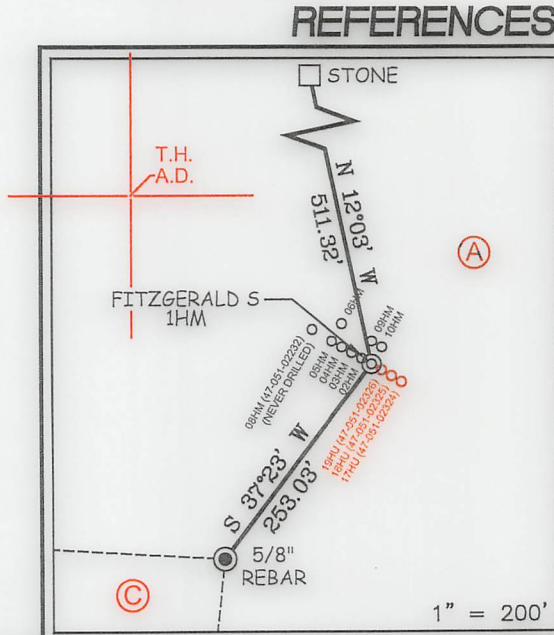 REFERENCES
STONE
T.H.
A.D.
N 12°03' W
511.32'
A
FITZGERALD S
1HM
06HM
09HM
10HM
08HM (47-051-02232)
(NEVER DRILLED)
05HM
04HM
03HM
02HM
19HU (47-051-02326)
18HU (47-051-02325)
17HU (47-051-02324)
S 37°23' W
253.03'
5/8"
REBAR
C
1" = 200'